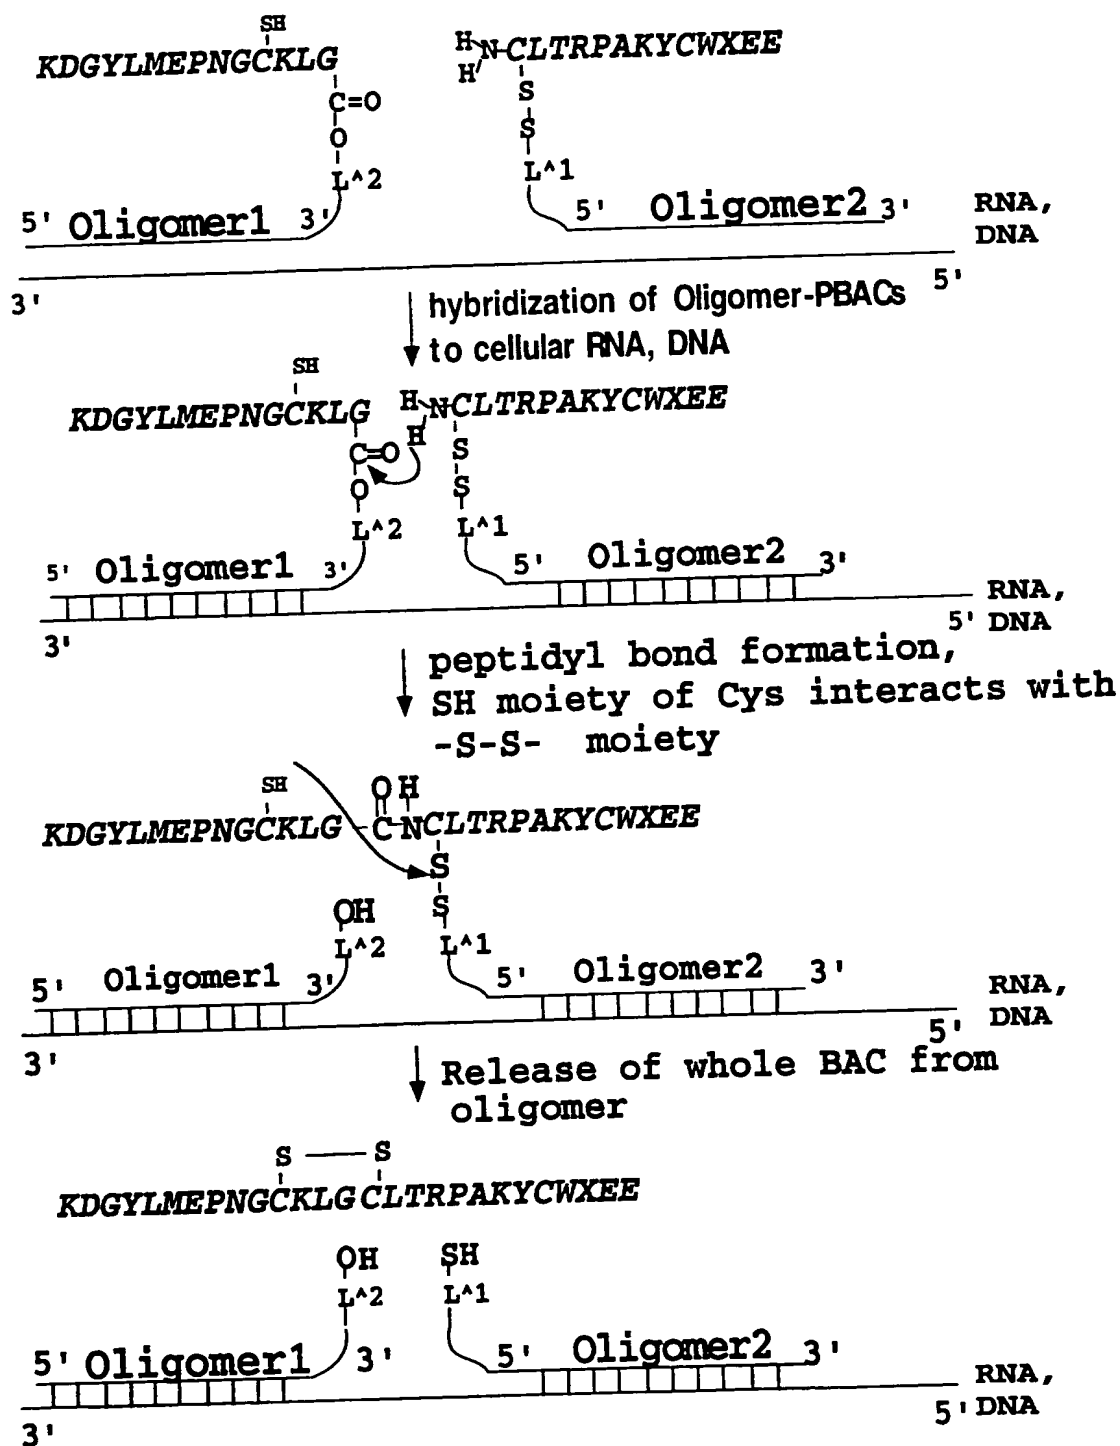 SH
KDGYLMEPNGCKLG
C=O
O
L^2
H
H
N-CLTRPAKYCWXEE
S
S
L^1
5' Oligomer1 3'
5' Oligomer2 3'
RNA,
DNA
3'
5'
hybridization of Oligomer-PBACs
to cellular RNA, DNA
SH
KDGYLMEPNGCKLG
C=O
O
L^2
H
H
NCLTRPAKYCWXEE
S
S
L^1
5' Oligomer1 3'
5' Oligomer2 3'
RNA,
DNA
3'
5'
peptidyl bond formation,
SH moiety of Cys interacts with
-S-S- moiety
SH
O H
KDGYLMEPNGCKLG-C-NCLTRPAKYCWXEE
S
S
OH
L^2
L^1
5' Oligomer1 3'
5' Oligomer2 3'
RNA,
DNA
3'
5'
Release of whole BAC from
oligomer
S — S
KDGYLMEPNGCKLGCLTRPAKYCWXEE
OH
L^2
SH
L^1
5' Oligomer1 3'
5' Oligomer2 3'
RNA,
DNA
3'
5'